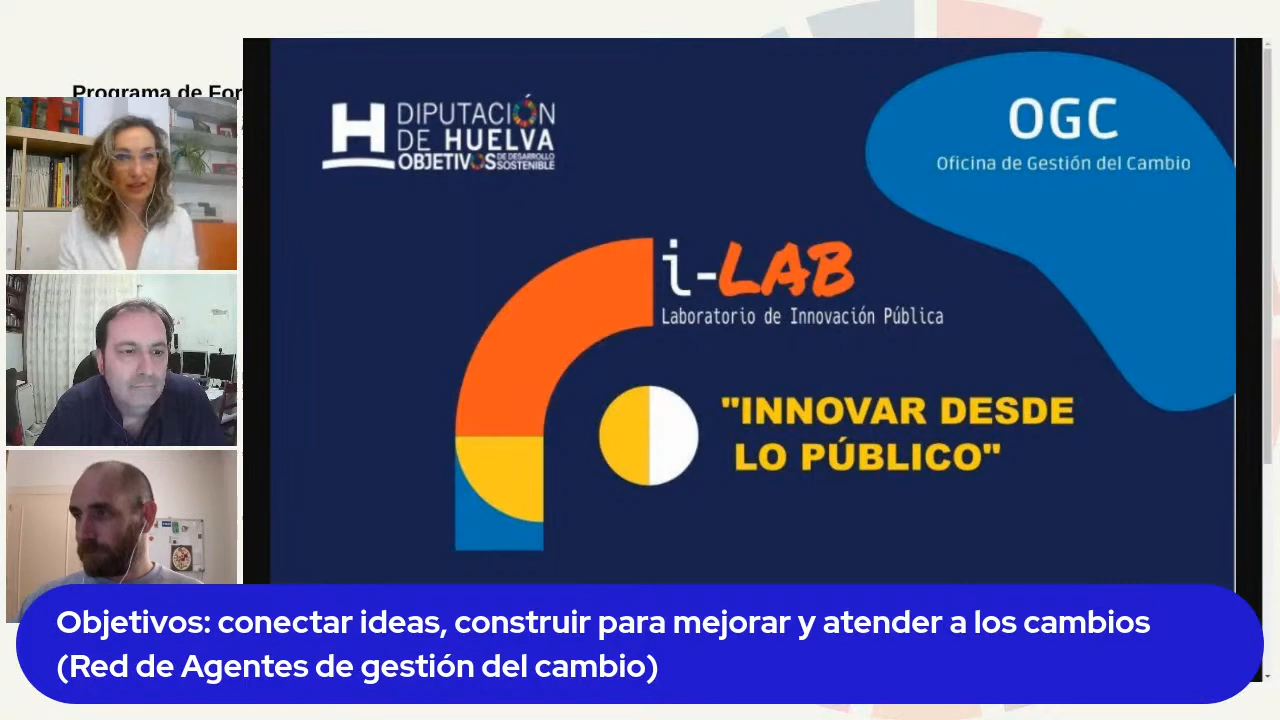 Programa de For
DIPUTACIÓN
DE HUELVA
OBJETIVOS DE DESARROLLO SOSTENIBLE
OGC
Oficina de Gestión del Cambio
i-LAB
Laboratorio de Innovación Pública
"INNOVAR DESDE
LO PÚBLICO"
Objetivos: conectar ideas, construir para mejorar y atender a los cambios
(Red de Agentes de gestión del cambio)